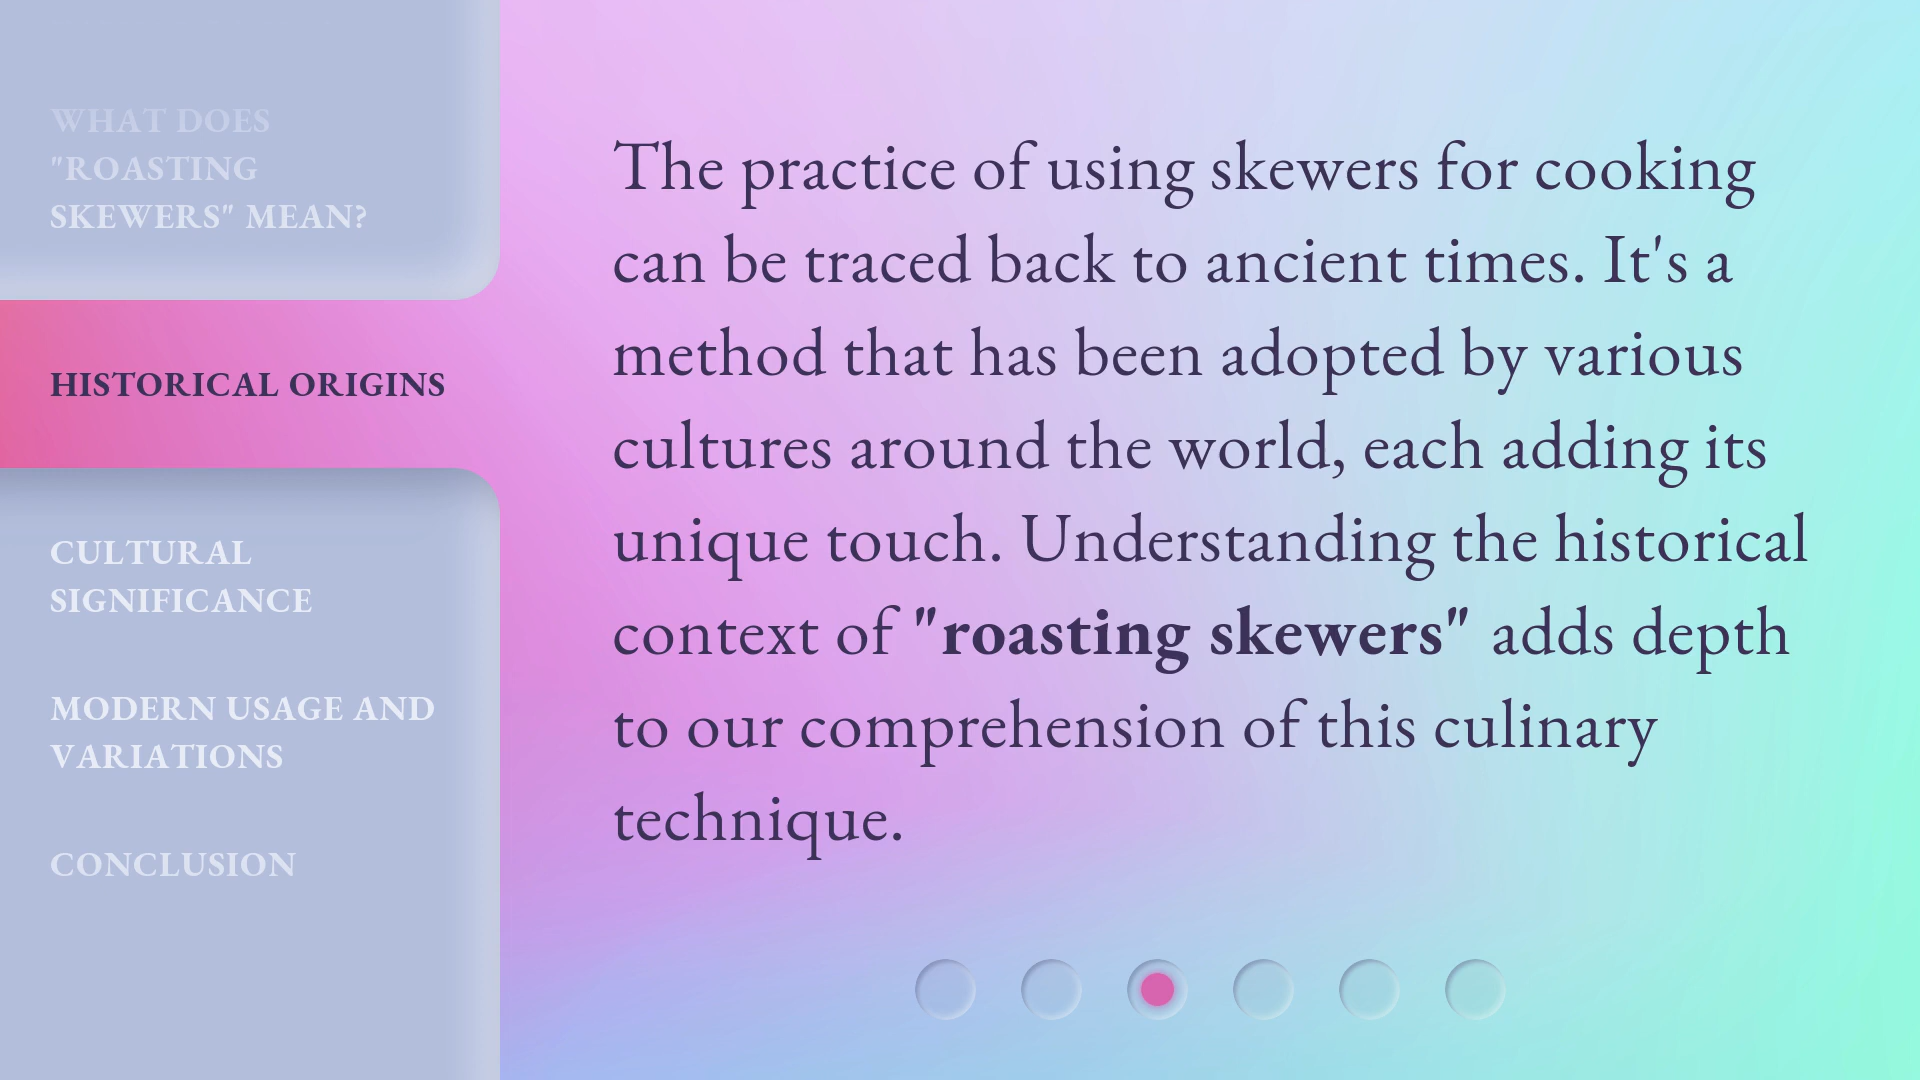 WHAT DOES
"ROASTING
SKEWERS" MEAN?
HISTORICAL ORIGINS
CULTURAL
SIGNIFICANCE
MODERN USAGE AND
VARIATIONS
CONCLUSION
The practice of using skewers for cooking
can be traced back to ancient times. It's a
method that has been adopted by various
cultures around the world, each adding its
unique touch. Understanding the historical
context of "roasting skewers" adds depth
to our comprehension of this culinary
technique.